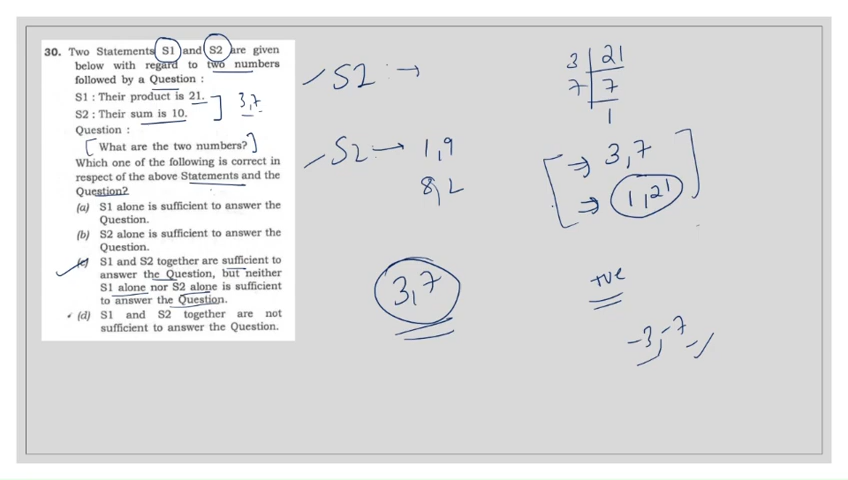 30. Two Statements S1 and S2 are given
below with regard to two numbers
followed by a Question :
S1 : Their product is 21.
S2 : Their sum is 10.
3,7
Question :
[What are the two numbers?]
Which one of the following is correct in
respect of the above Statements and the
Question?
(a) S1 alone is sufficient to answer the
Question.
(b) S2 alone is sufficient to answer the
Question.
(c) S1 and S2 together are sufficient to
answer the Question, but neither
S1 alone nor S2 alone is sufficient
to answer the Question.
(d) S1 and S2 together are not
sufficient to answer the Question.
S2 →
S2 → 1,9
8,2
3,7
3 | 21
7 | 7
1
⇒ 3,7
⇒ 1,21
+ve
-3,-7